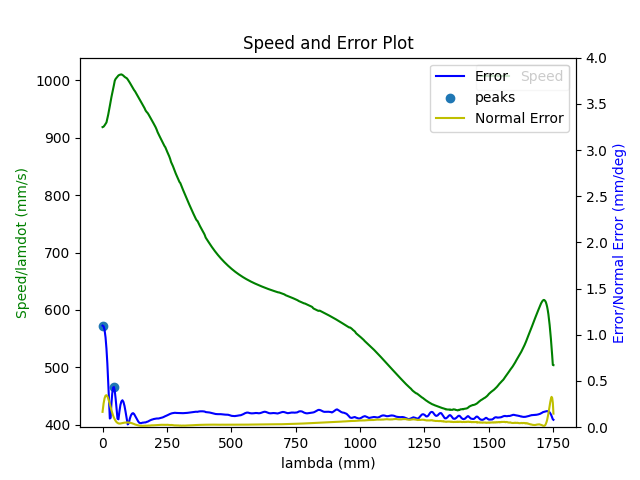 Speed and Error Plot
Speed/lamdot (mm/s)
1000
900
800
700
600
500
400
Error
Speed
peaks
Normal Error
4.0
3.5
3.0
2.5
2.0
1.5
1.0
0.5
0.0
Error/Normal Error (mm/deg)
0 250 500 750 1000 1250 1500 1750
lambda (mm)